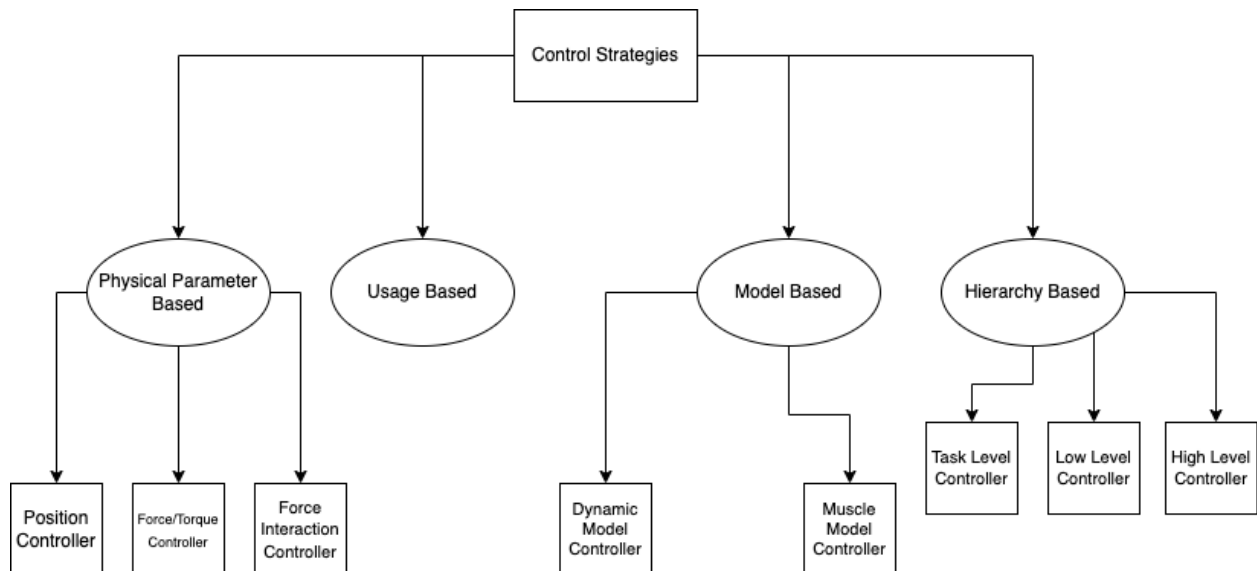 Control Strategies
Physical Parameter
Based
Usage Based
Model Based
Hierarchy Based
Task Level
Controller
Low Level
Controller
High Level
Controller
Position
Controller
Force/Torque
Controller
Force
Interaction
Controller
Dynamic
Model
Controller
Muscle
Model
Controller